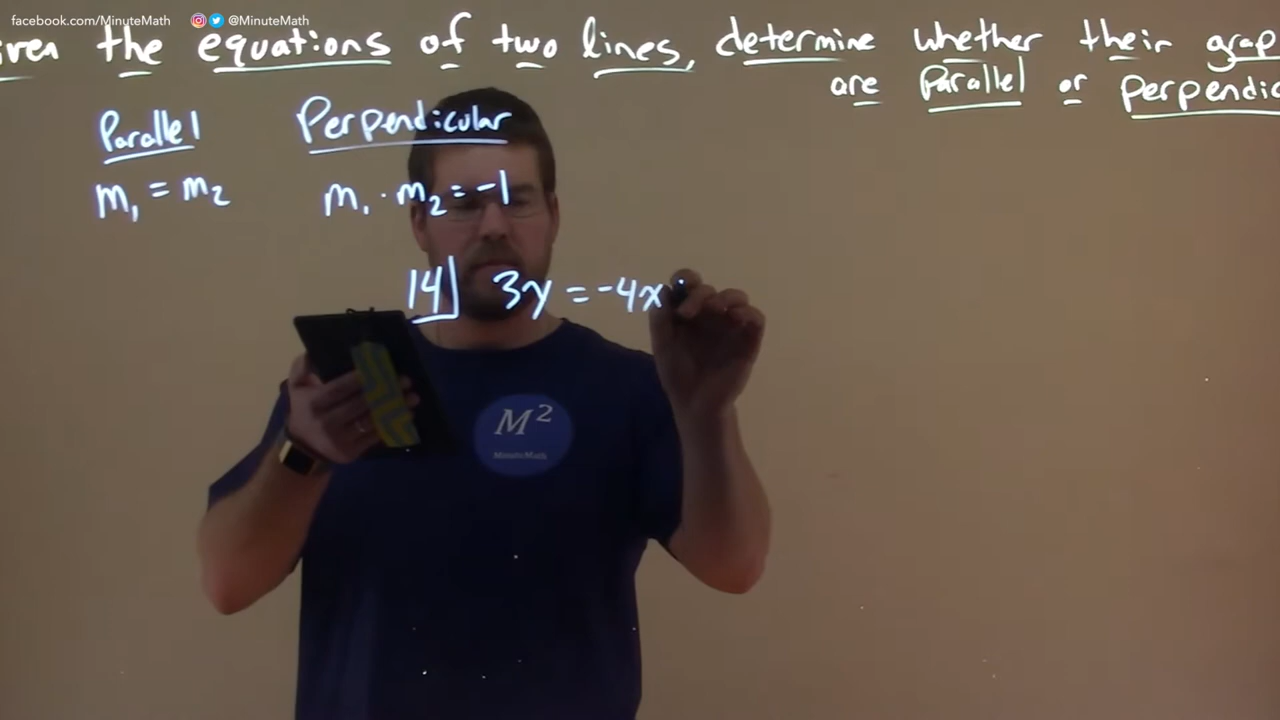 facebook.com/MinuteMath @MinuteMath
the equations of two lines, determine whether their
are Parallel or
Parallel Perpendicular
m₁ = m₂ m₁ · m₂ = -1
14 3y = -4x
M²
MinuteMath